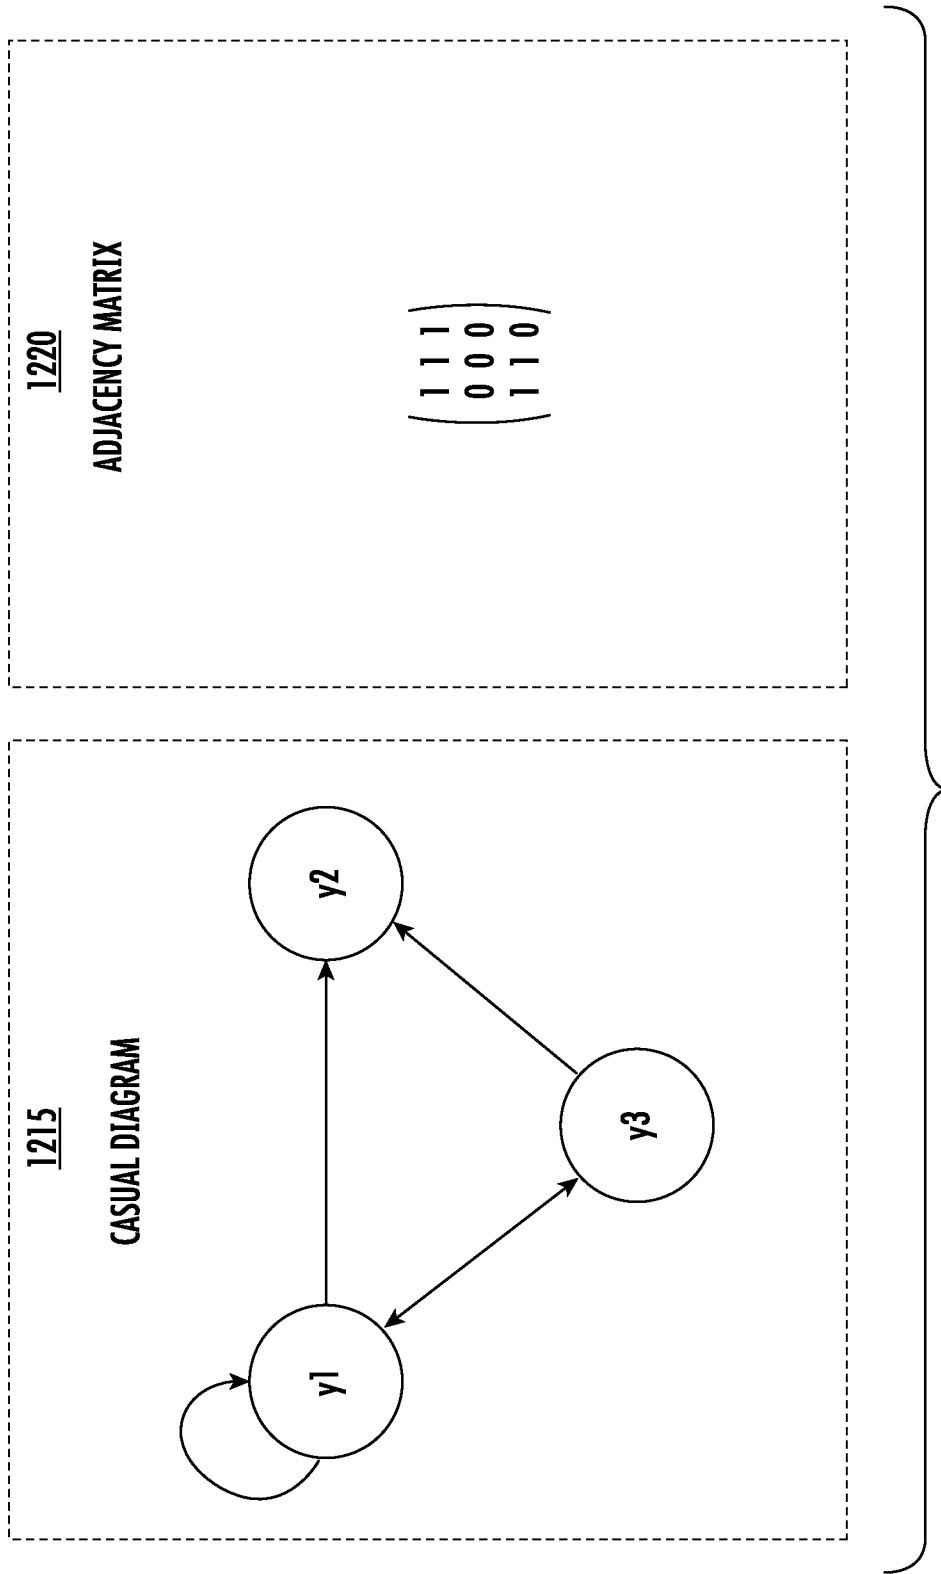 1215
CASUAL DIAGRAM
y1
y2
y3
1220
ADJACENCY MATRIX
1 1 1
0 0 0
1 1 0